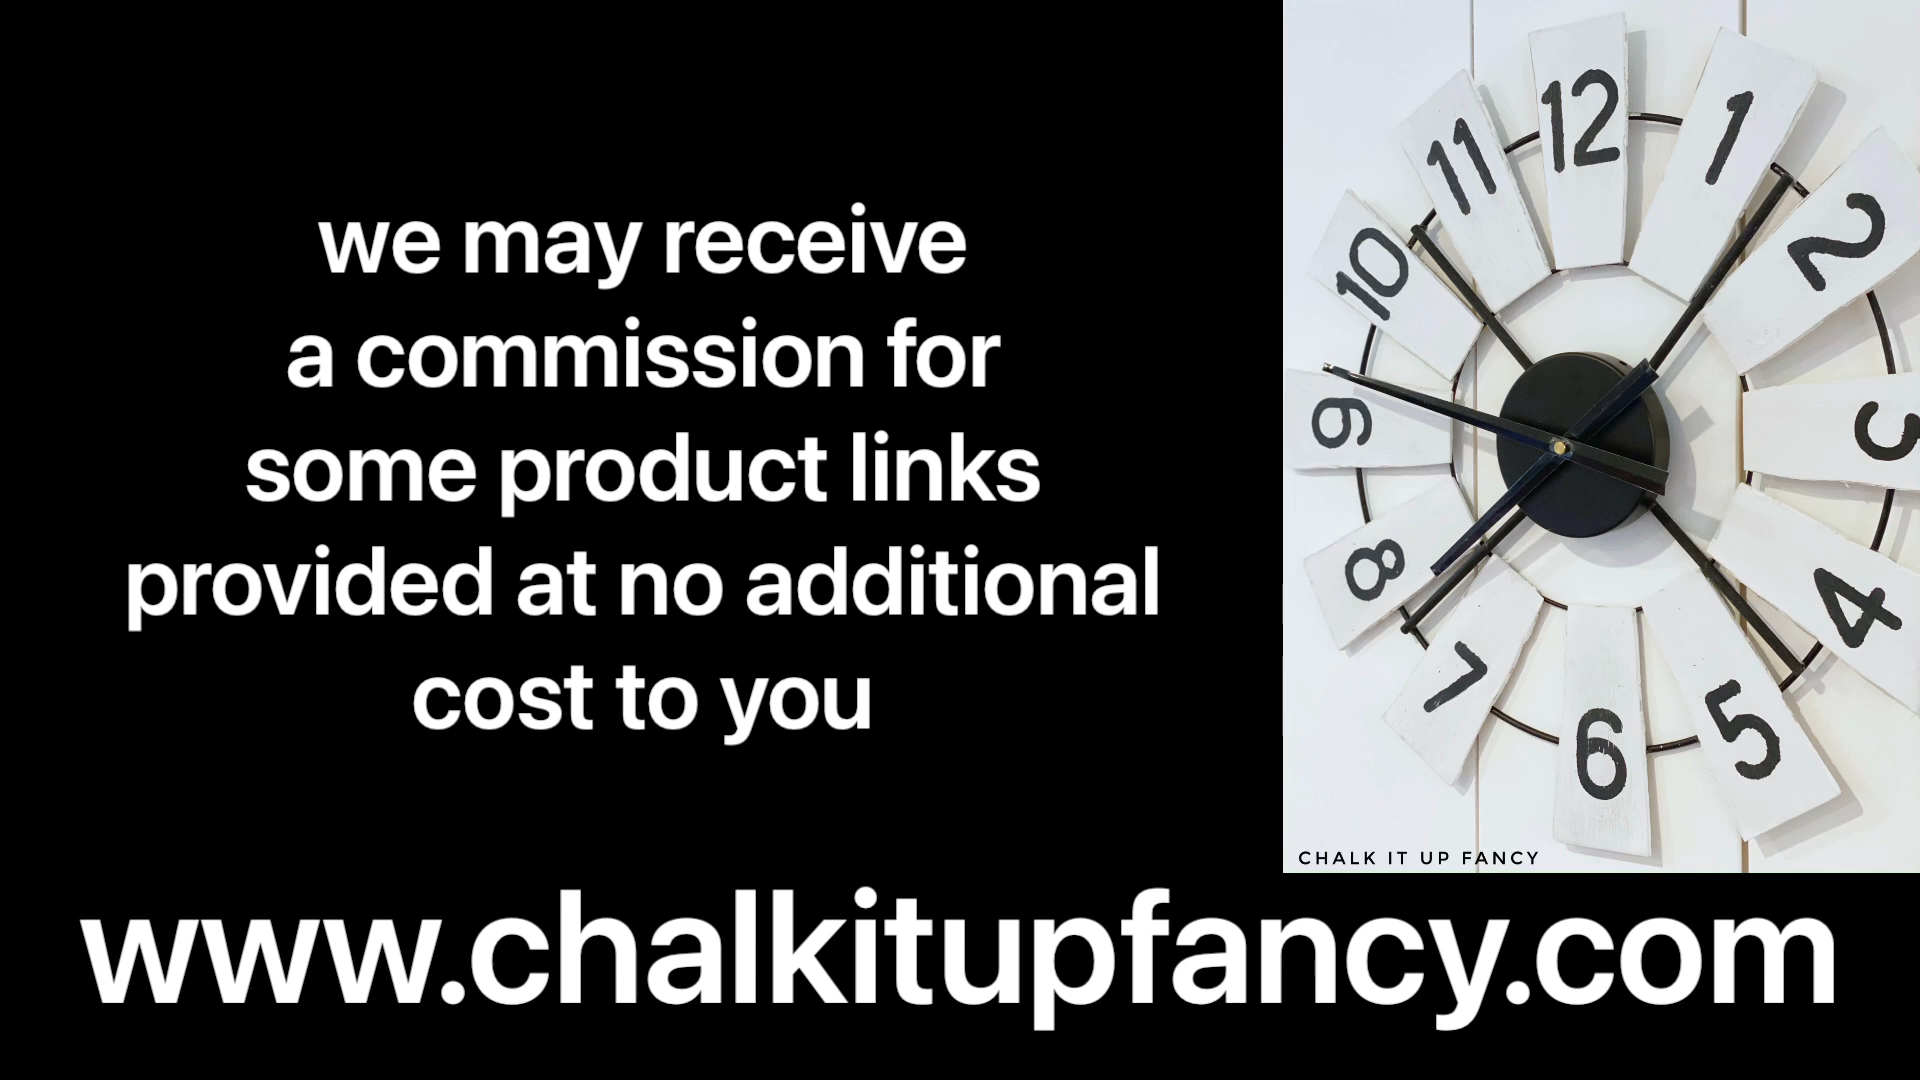 we may receive
a commission for
some product links
provided at no additional
cost to you
12
1
2
3
4
5
6
7
8
9
10
11
CHALK IT UP FANCY
www.chalkitupfancy.com